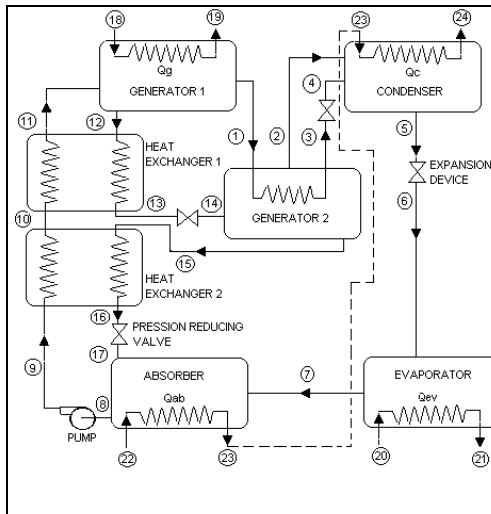 18
19
Qg
GENERATOR 1
23
24
Qc
CONDENSER
4
11
12
HEAT
EXCHANGER 1
1
2
3
5
EXPANSION
DEVICE
13
14
6
10
GENERATOR 2
15
HEAT
EXCHANGER 2
16
PRESSION REDUCING
VALVE
9
17
7
ABSORBER
Qab
EVAPORATOR
Qev
8
PUMP
22
23
20
21